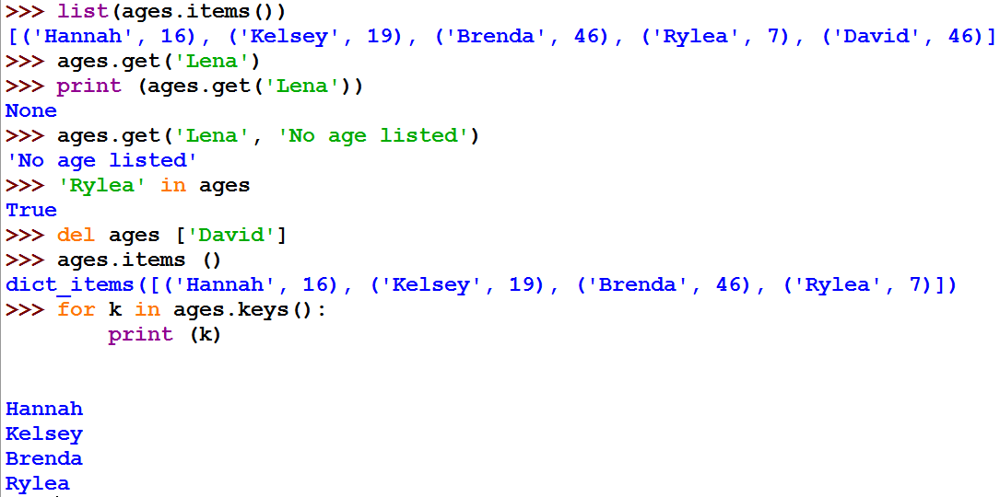 >>> list(ages.items())
[('Hannah', 16), ('Kelsey', 19), ('Brenda', 46), ('Rylea', 7), ('David', 46)]
>>> ages.get('Lena')
>>> print (ages.get('Lena'))
None
>>> ages.get('Lena', 'No age listed')
'No age listed'
>>> 'Rylea' in ages
True
>>> del ages ['David']
>>> ages.items ()
dict_items([('Hannah', 16), ('Kelsey', 19), ('Brenda', 46), ('Rylea', 7)])
>>> for k in ages.keys():
        print (k)
Hannah
Kelsey
Brenda
Rylea